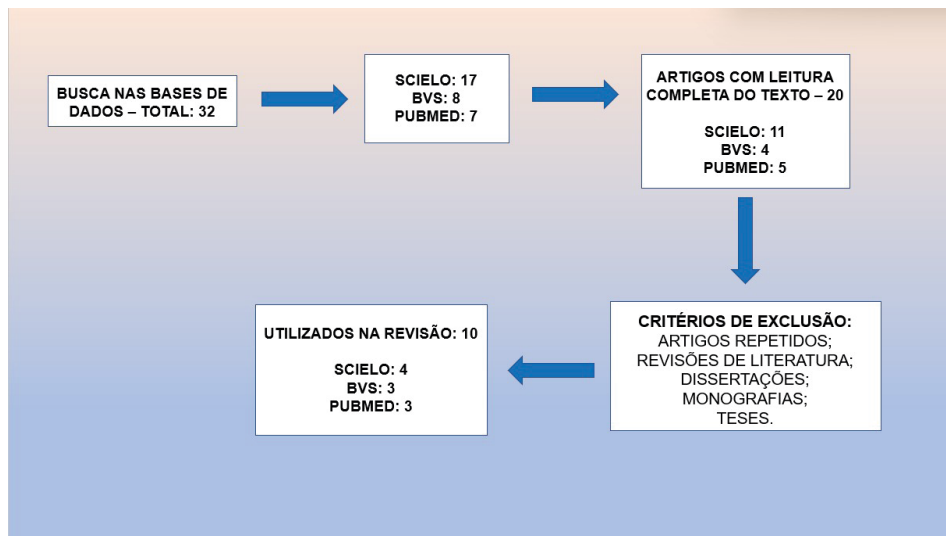 BUSCA NAS BASES DE
DADOS – TOTAL: 32
SCIELO: 17
BVS: 8
PUBMED: 7
ARTIGOS COM LEITURA
COMPLETA DO TEXTO – 20
SCIELO: 11
BVS: 4
PUBMED: 5
CRITÉRIOS DE EXCLUSÃO:
ARTIGOS REPETIDOS;
REVISÕES DE LITERATURA;
DISSERTAÇÕES;
MONOGRAFIAS;
TESES.
UTILIZADOS NA REVISÃO: 10
SCIELO: 4
BVS: 3
PUBMED: 3